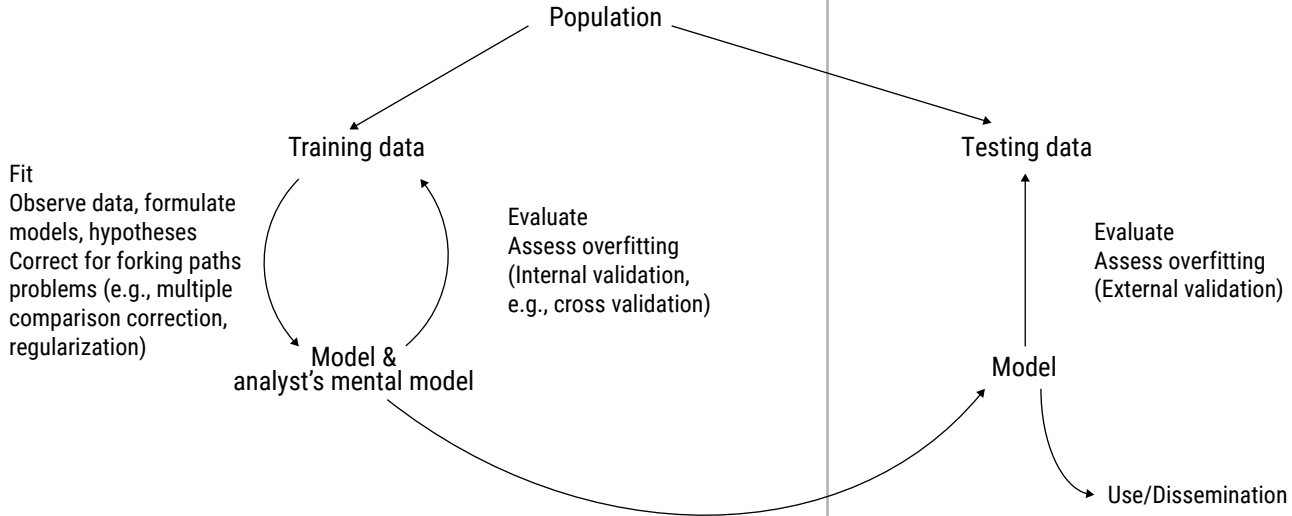 Population
Training data
Testing data
Fit
Observe data, formulate
models, hypotheses
Correct for forking paths
problems (e.g., multiple
comparison correction,
regularization)
Evaluate
Assess overfitting
(Internal validation,
e.g., cross validation)
Evaluate
Assess overfitting
(External validation)
Model &
analyst's mental model
Model
Use/Dissemination